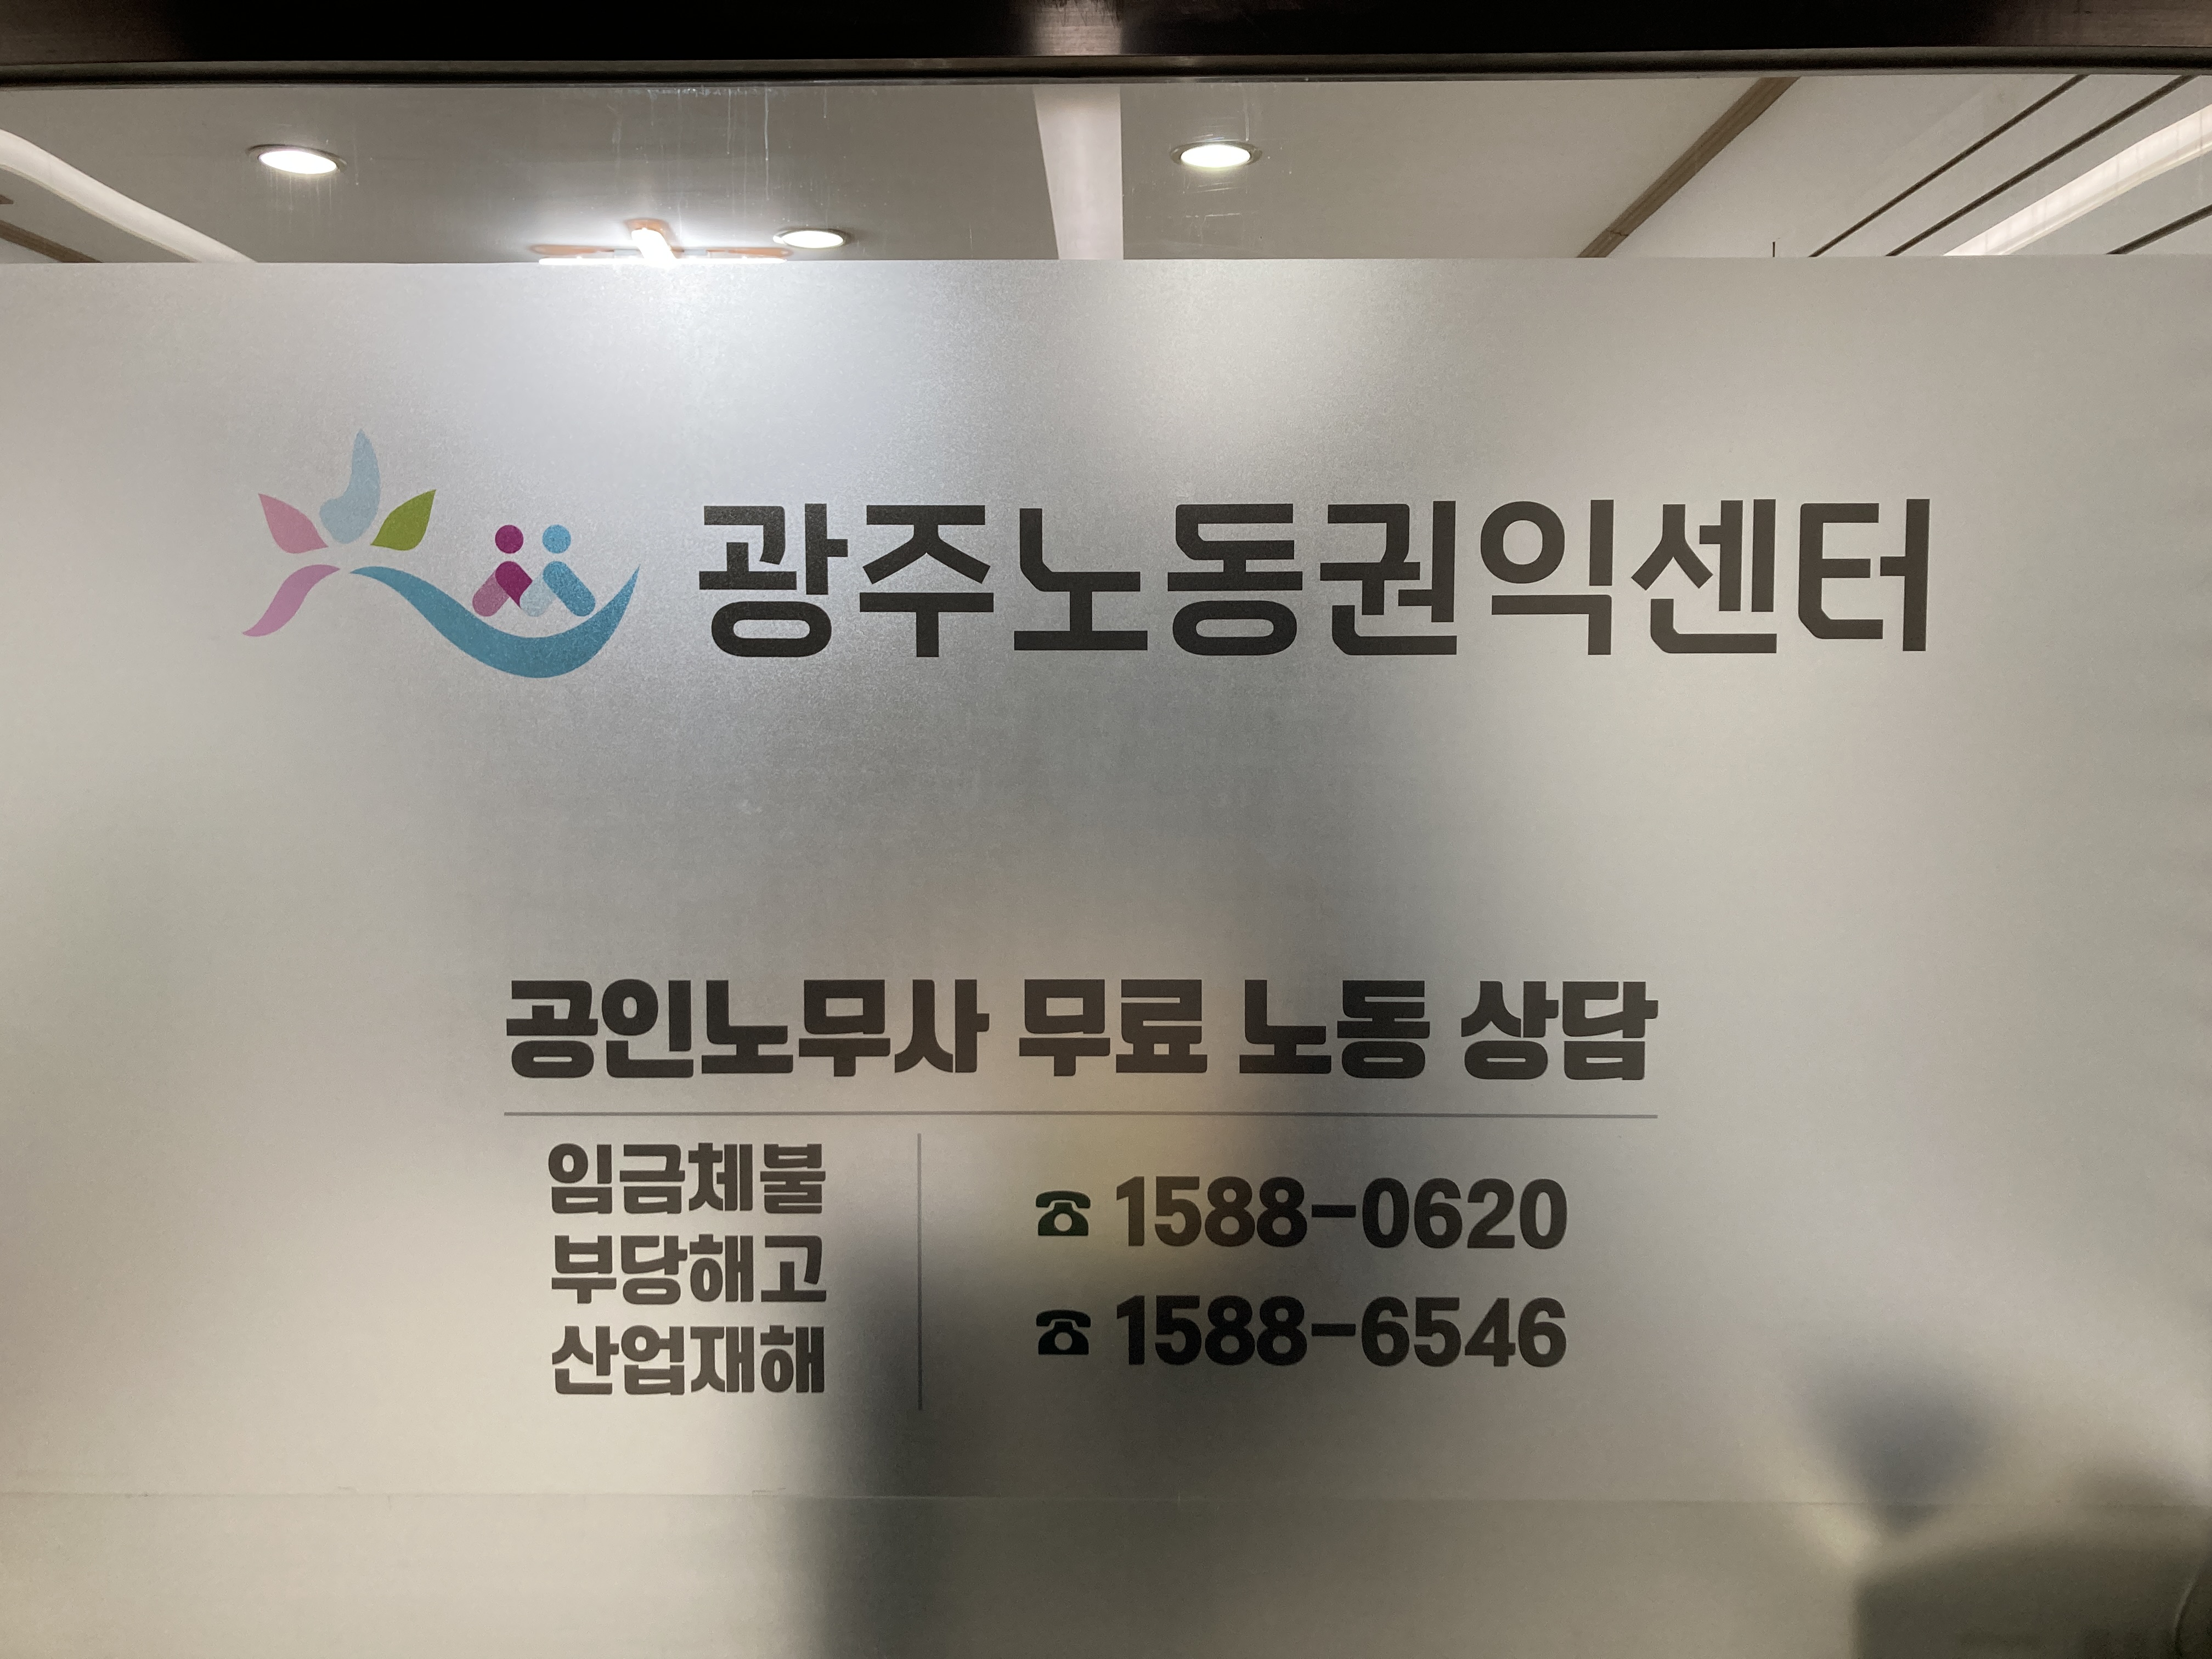 광주노동권익센터
공인노무사 무료 노동 상담
임금체불
부당해고
산업재해
☎ 1588-0620
☎ 1588-6546